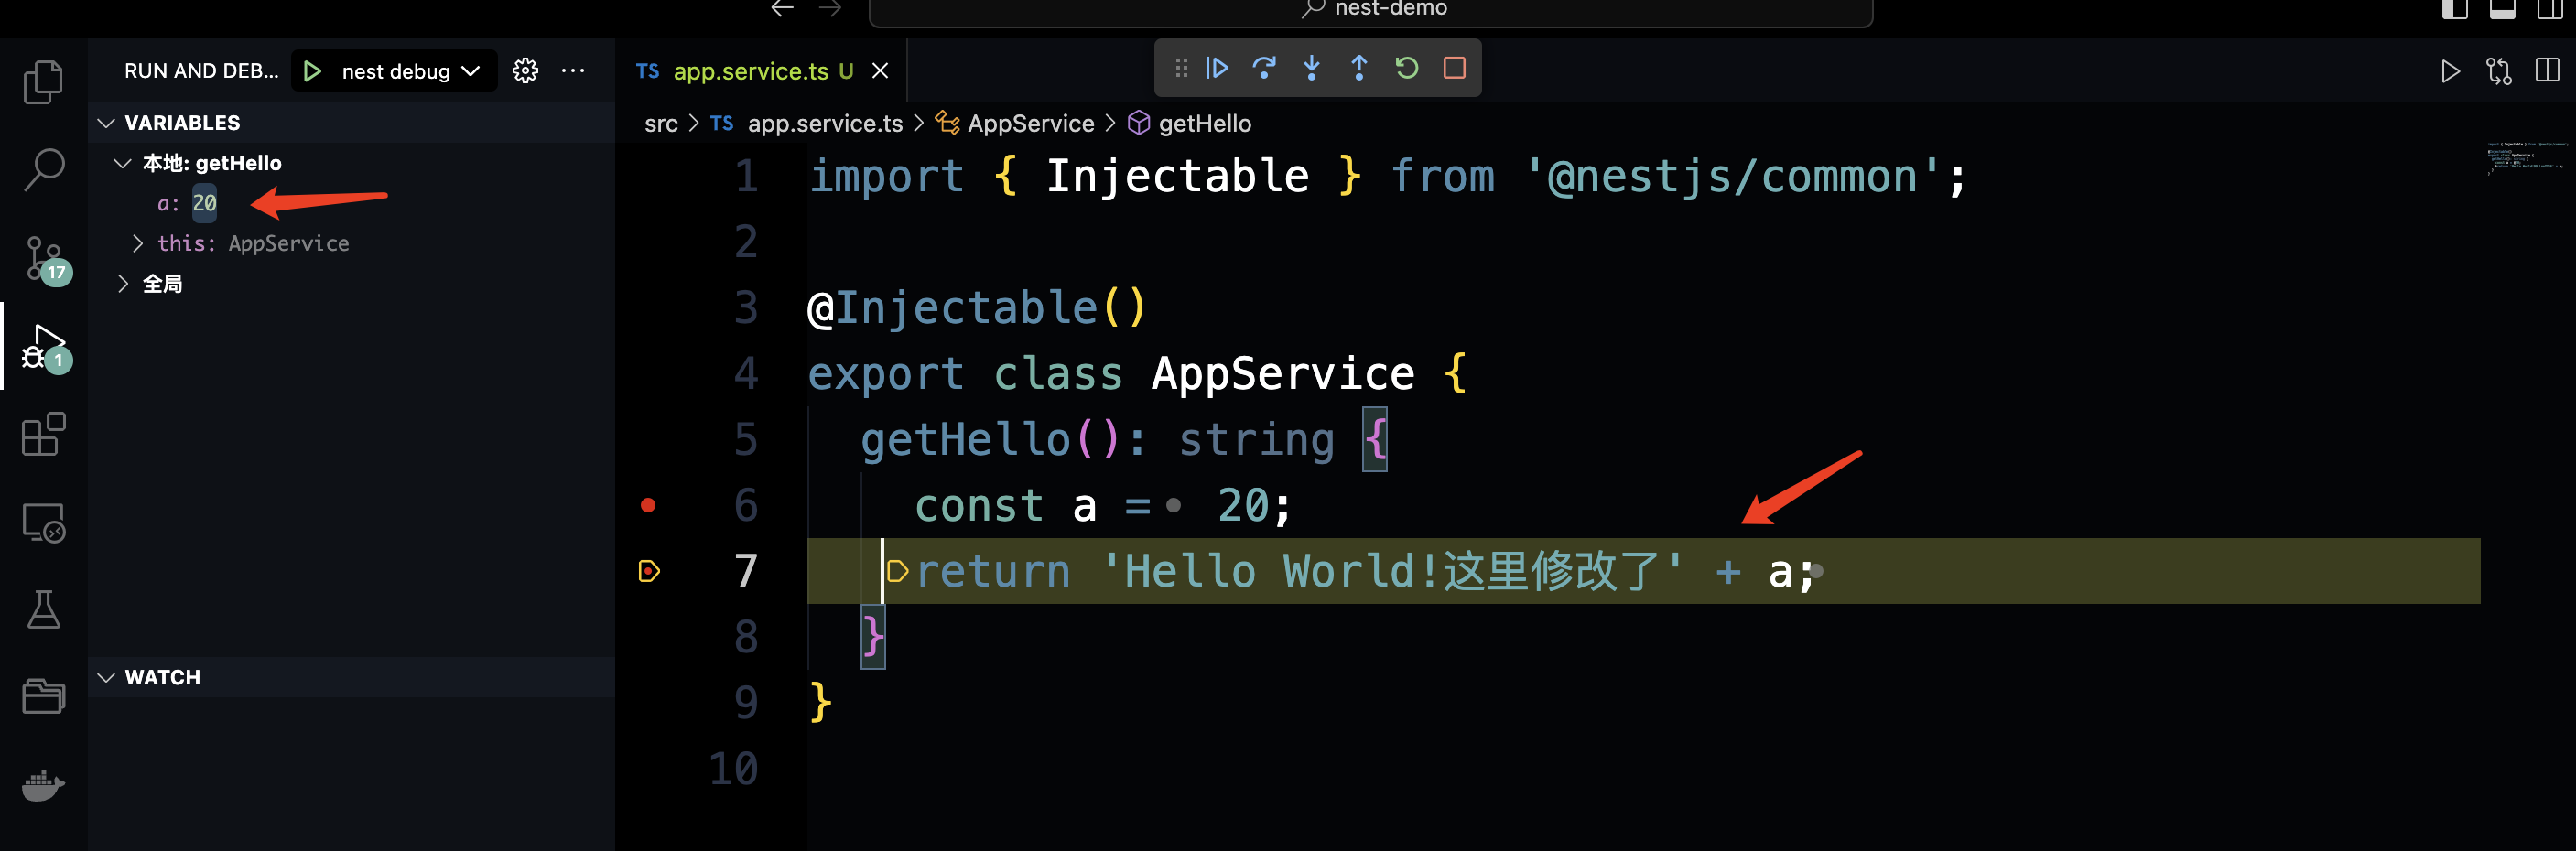 nest-demo
RUN AND DEB... nest debug
TS app.service.ts U
VARIABLES
本地: getHello
a: 20
this: AppService
全局
17
1
WATCH
src > TS app.service.ts > AppService > getHello
1 import { Injectable } from '@nestjs/common';
2
3 @Injectable()
4 export class AppService {
5 getHello(): string {
6 const a = 20;
7 return 'Hello World!这里修改了' + a;
8 }
9 }
10